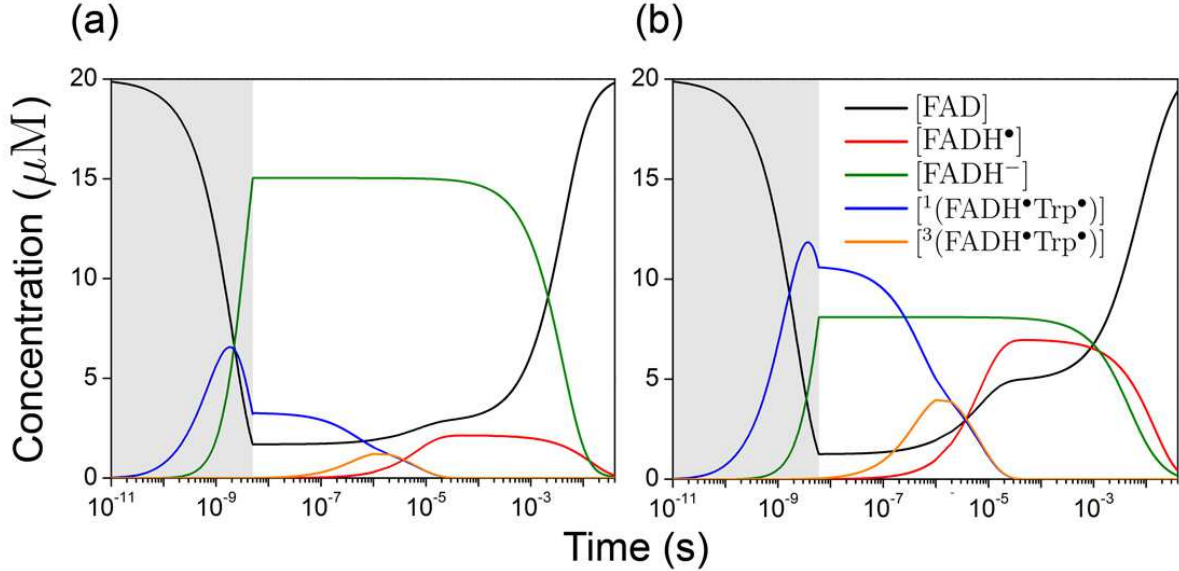 (a)
(b)
Concentration (μM)
20
15
10
5
0
10⁻¹¹ 10⁻⁹ 10⁻⁷ 10⁻⁵ 10⁻³
20
15
10
5
0
10⁻¹¹ 10⁻⁹ 10⁻⁷ 10⁻⁵ 10⁻³
[FAD]
[FADH•]
[FADH⁻]
[¹(FADH•Trp•)]
[³(FADH•Trp•)]
Time (s)